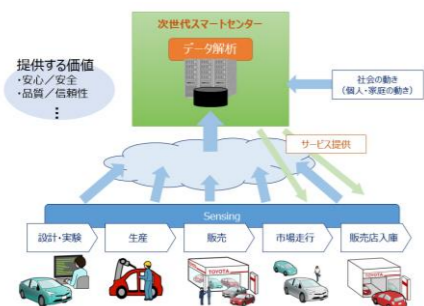 次世代スマートセンター
データ解析
提供する価値
・安心／安全
・品質／信頼性
⋮
社会の動き
（個人・家庭の動き）
サービス提供
Sensing
設計・実験
生産
販売
市場走行
販売店入庫
TOYOTA
TOYOTA